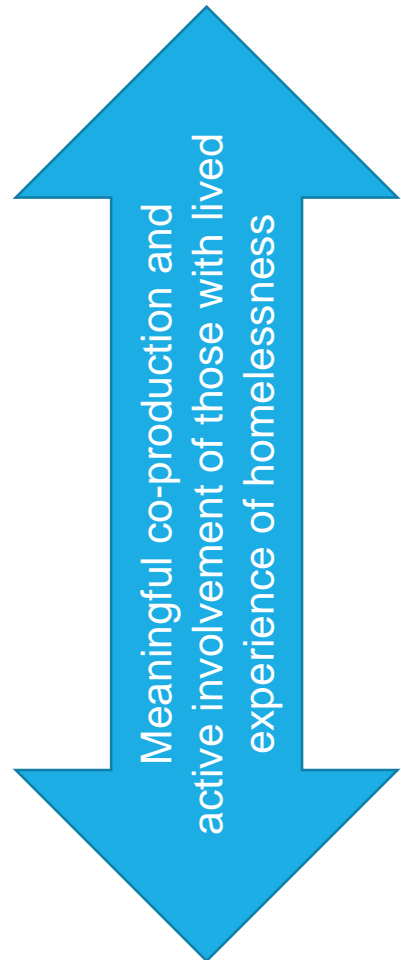 Meaningful co-production and
active involvement of those with lived
experience of homelessness